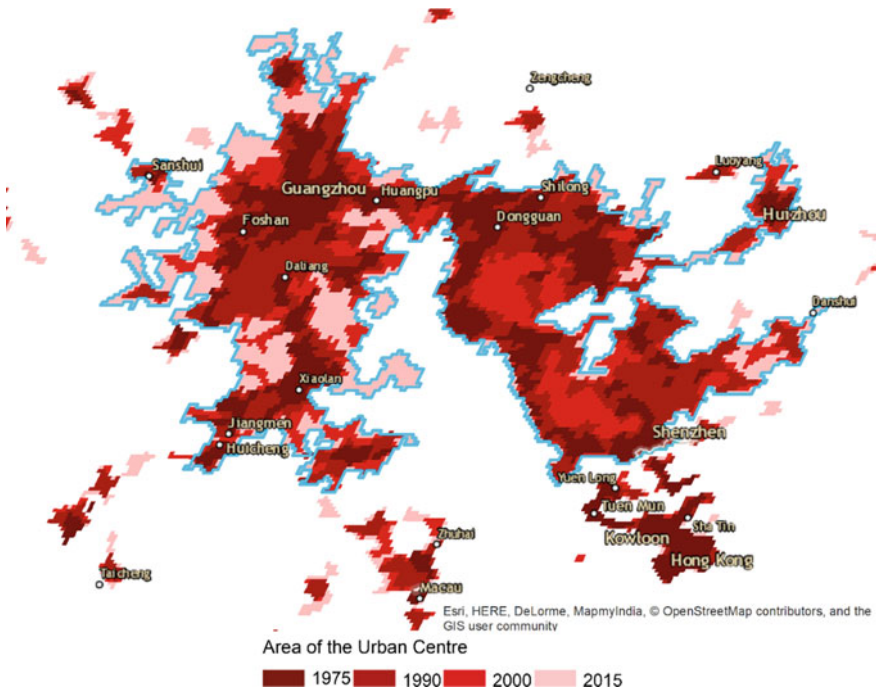 Zengcheng
Sanshui
Luoyang
Guangzhou
Huangpu
Shilong
Huizhou
Foshan
Dongguan
Daliang
Danshui
Xiaolan
Jiangmen
Shenzhen
Huicheng
Yuen Long
Tuen Mun
Sha Tin
Kowloon
Zhuhai
Hong Kong
Taicheng
Macau
Esri, HERE, DeLorme, MapmyIndia, © OpenStreetMap contributors, and the
GIS user community
Area of the Urban Centre
1975 1990 2000 2015